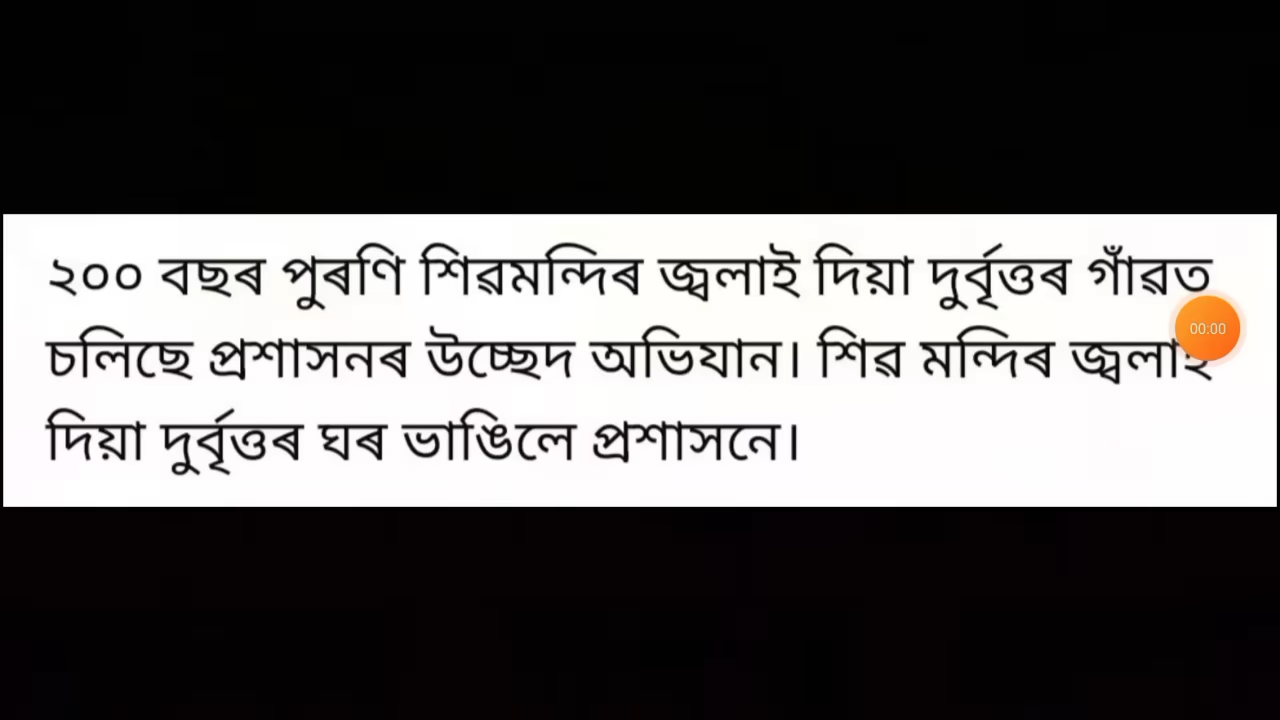 ২০০ বছৰ পুৰণি শিৱমন্দিৰ জ্বলাই দিয়া দুৰ্বৃত্তৰ গাঁৱত
চলিছে প্ৰশাসনৰ উচ্ছেদ অভিযান। শিৱ মন্দিৰ জ্বলাই
দিয়া দুৰ্বৃত্তৰ ঘৰ ভাঙিলে প্ৰশাসনে।
00:00